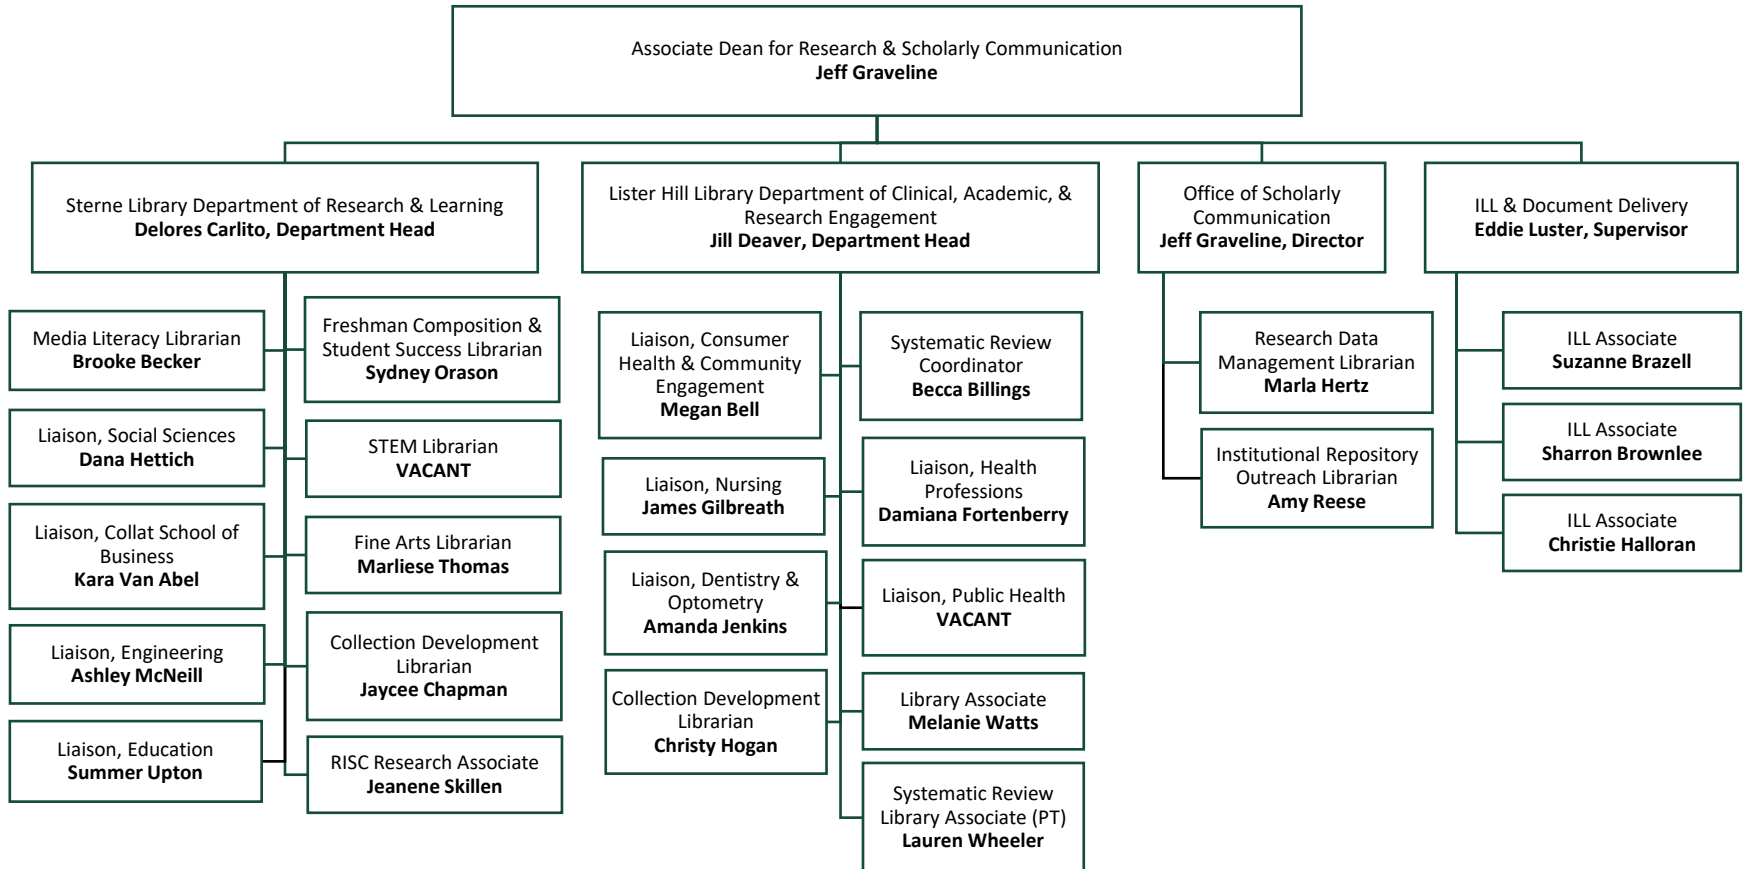 Associate Dean for Research & Scholarly Communication
Jeff Graveline
Sterne Library Department of Research & Learning
Delores Carlito, Department Head
Lister Hill Library Department of Clinical, Academic, &
Research Engagement
Jill Deaver, Department Head
Office of Scholarly
Communication
Jeff Graveline, Director
ILL & Document Delivery
Eddie Luster, Supervisor
Media Literacy Librarian
Brooke Becker
Freshman Composition &
Student Success Librarian
Sydney Orason
Liaison, Social Sciences
Dana Hettich
STEM Librarian
VACANT
Liaison, Collat School of
Business
Kara Van Abel
Fine Arts Librarian
Marliese Thomas
Liaison, Engineering
Ashley McNeill
Collection Development
Librarian
Jaycee Chapman
Liaison, Education
Summer Upton
RISC Research Associate
Jeanene Skillen
Liaison, Consumer
Health & Community
Engagement
Megan Bell
Systematic Review
Coordinator
Becca Billings
Liaison, Nursing
James Gilbreath
Liaison, Health
Professions
Damiana Fortenberry
Liaison, Dentistry &
Optometry
Amanda Jenkins
Liaison, Public Health
VACANT
Collection Development
Librarian
Christy Hogan
Library Associate
Melanie Watts
Systematic Review
Library Associate (PT)
Lauren Wheeler
Research Data
Management Librarian
Marla Hertz
Institutional Repository
Outreach Librarian
Amy Reese
ILL Associate
Suzanne Brazell
ILL Associate
Sharron Brownlee
ILL Associate
Christie Halloran